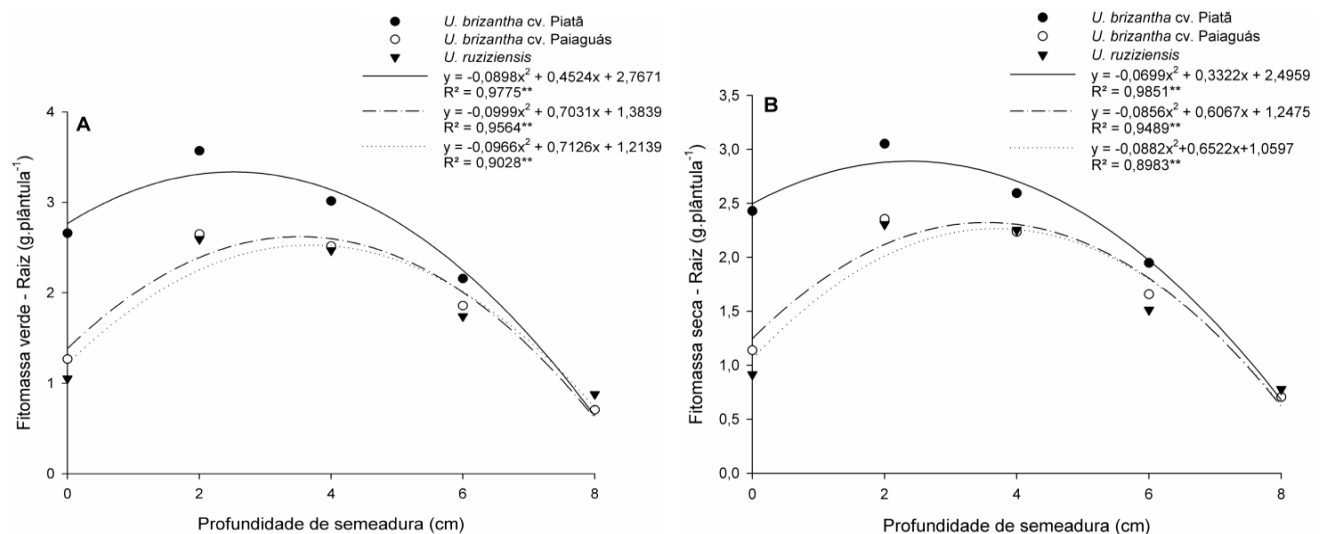 U. brizantha cv. Piatã
U. brizantha cv. Paiaguás
U. ruziziensis
y = -0,0898x² + 0,4524x + 2,7671
R² = 0,9775**
y = -0,0999x² + 0,7031x + 1,3839
R² = 0,9564**
y = -0,0966x² + 0,7126x + 1,2139
R² = 0,9028**
A
4
3
2
1
0
Fitomassa verde - Raiz (g.plântula⁻¹)
0 2 4 6 8
Profundidade de semeadura (cm)
U. brizantha cv. Piatã
U. brizantha cv. Paiaguás
U. ruziziensis
y = -0,0699x² + 0,3322x + 2,4959
R² = 0,9851**
y = -0,0856x² + 0,6067x + 1,2475
R² = 0,9489**
y = -0,0882x²+0,6522x+1,0597
R² = 0,8983**
B
3,5
3,0
2,5
2,0
1,5
1,0
0,5
0,0
Fitomassa seca - Raiz (g.plântula⁻¹)
0 2 4 6 8
Profundidade de semeadura (cm)